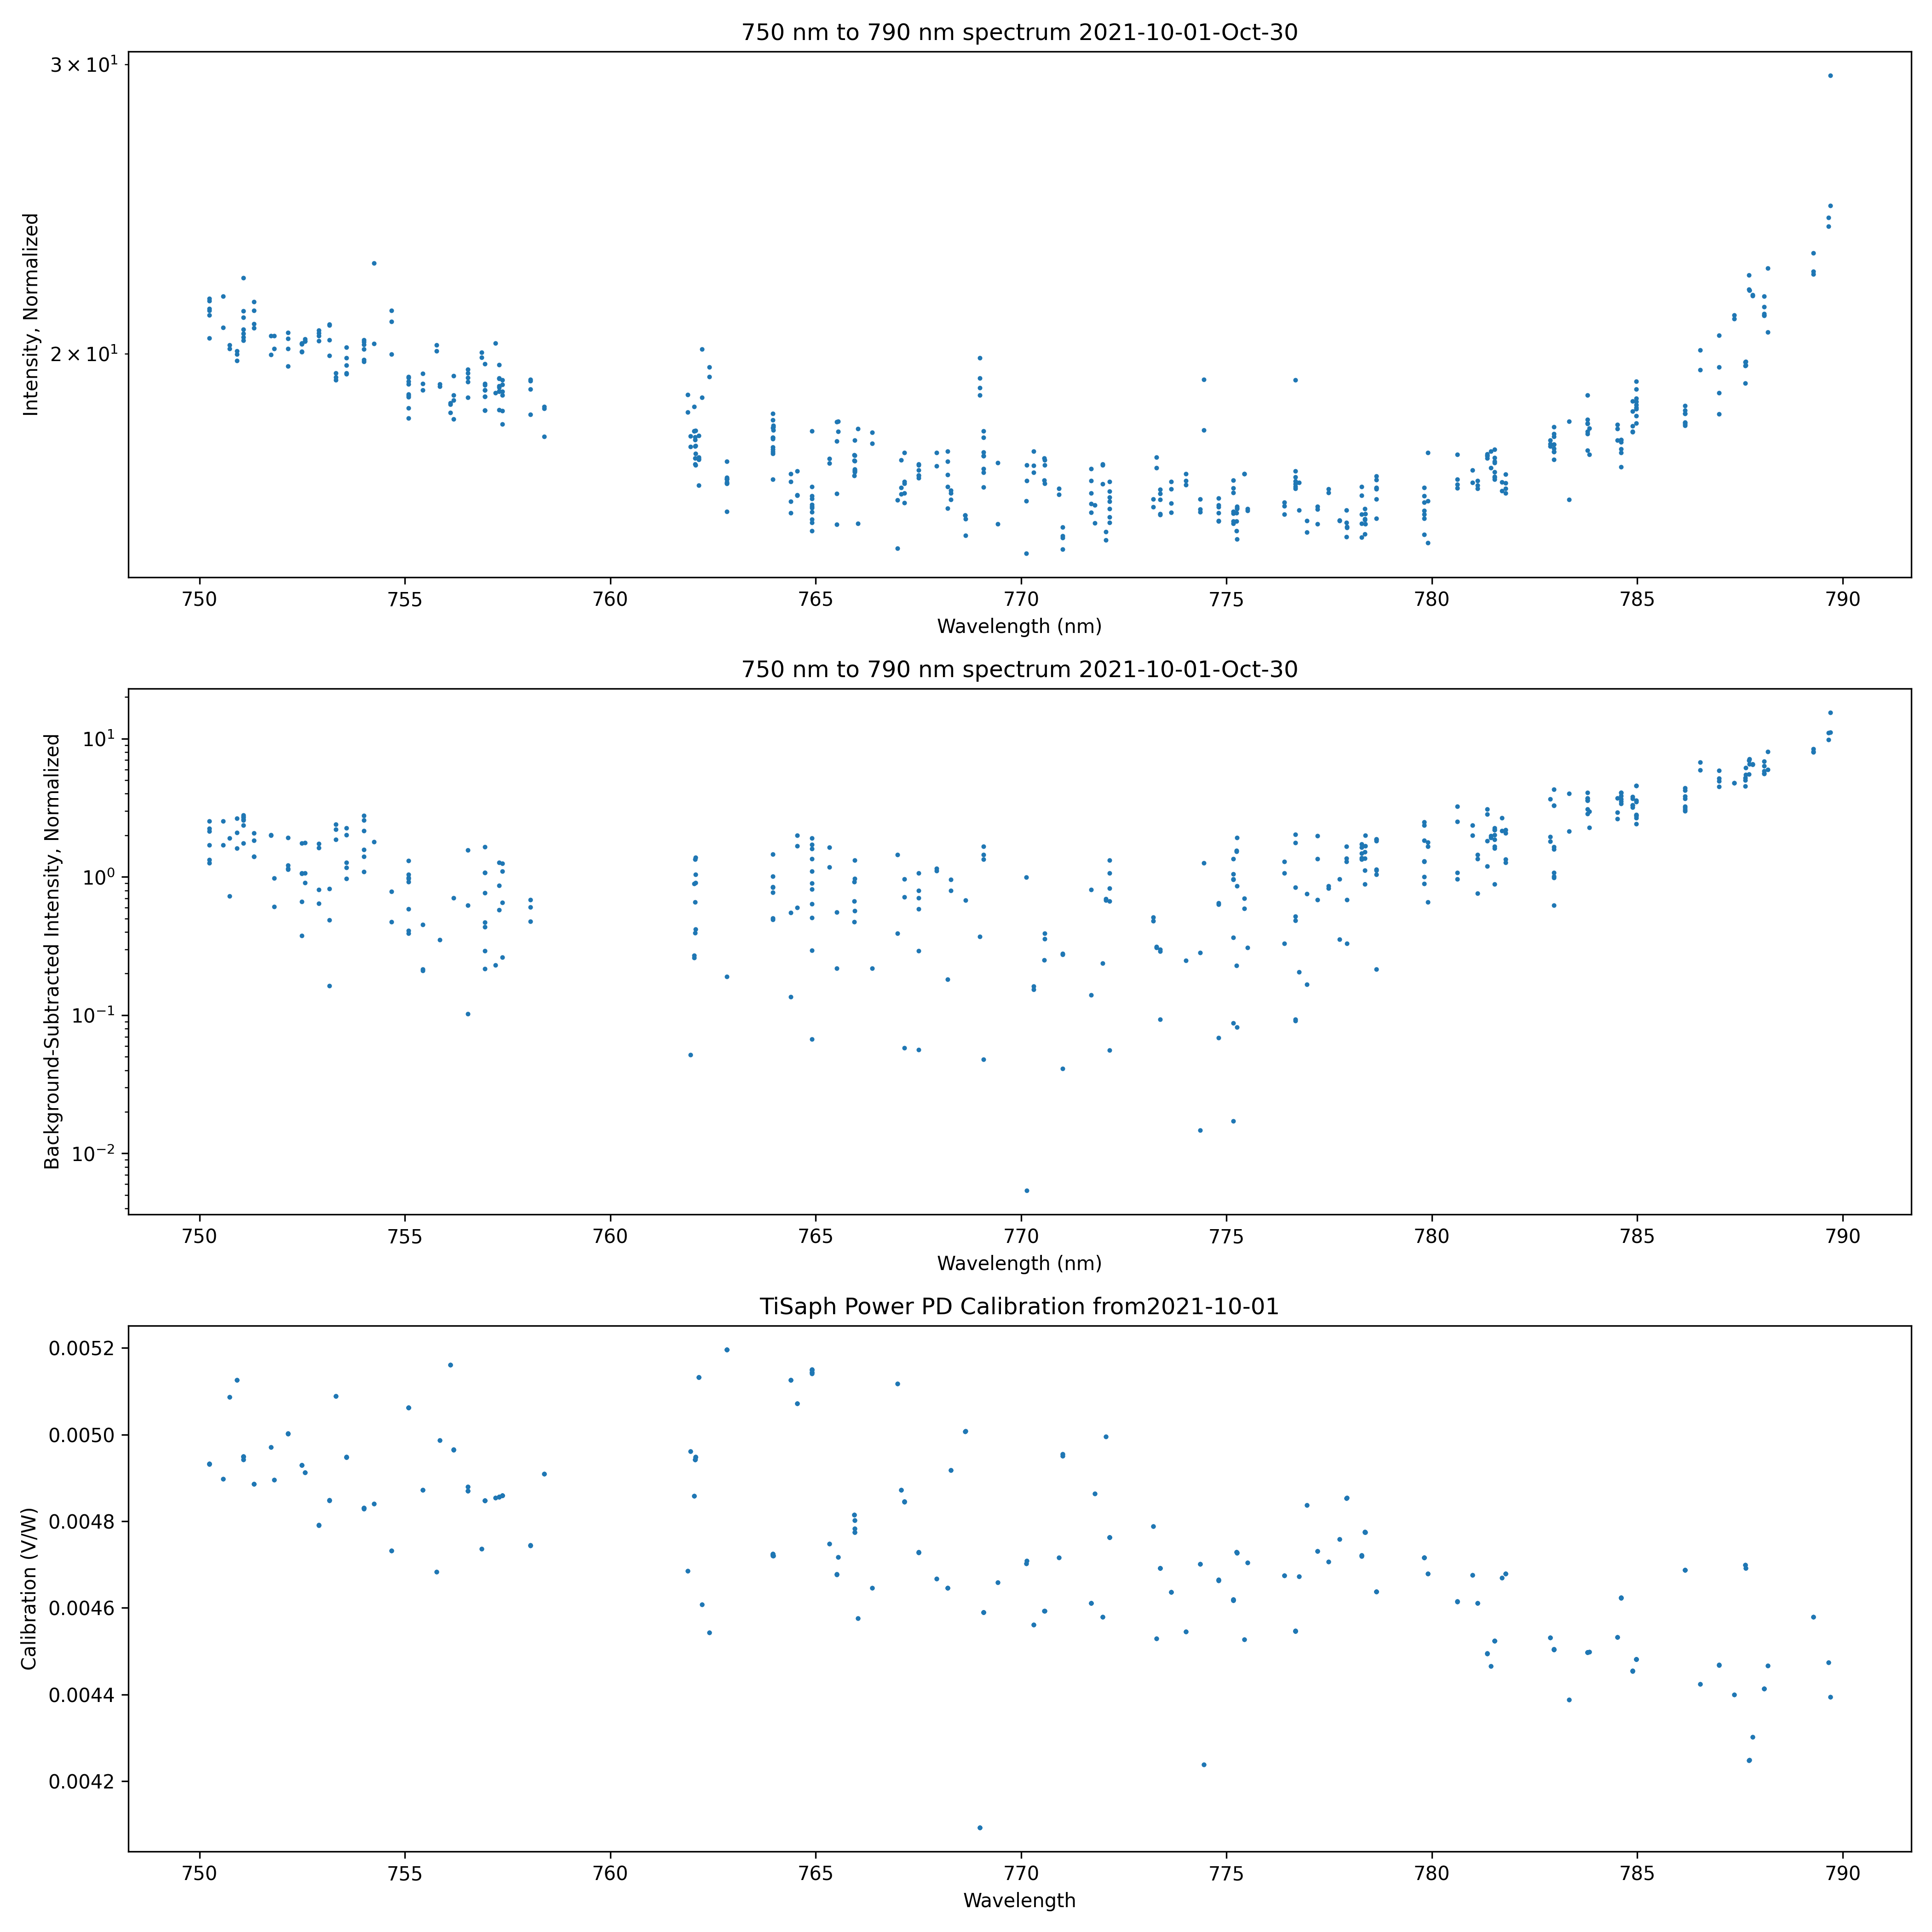 750 nm to 790 nm spectrum 2021-10-01-Oct-30
Intensity, Normalized
3 × 10¹
2 × 10¹
750 755 760 765 770 775 780 785 790
Wavelength (nm)
750 nm to 790 nm spectrum 2021-10-01-Oct-30
Background-Subtracted Intensity, Normalized
10¹
10⁰
10⁻¹
10⁻²
750 755 760 765 770 775 780 785 790
Wavelength (nm)
TiSaph Power PD Calibration from2021-10-01
Calibration (V/W)
0.0052
0.0050
0.0048
0.0046
0.0044
0.0042
750 755 760 765 770 775 780 785 790
Wavelength